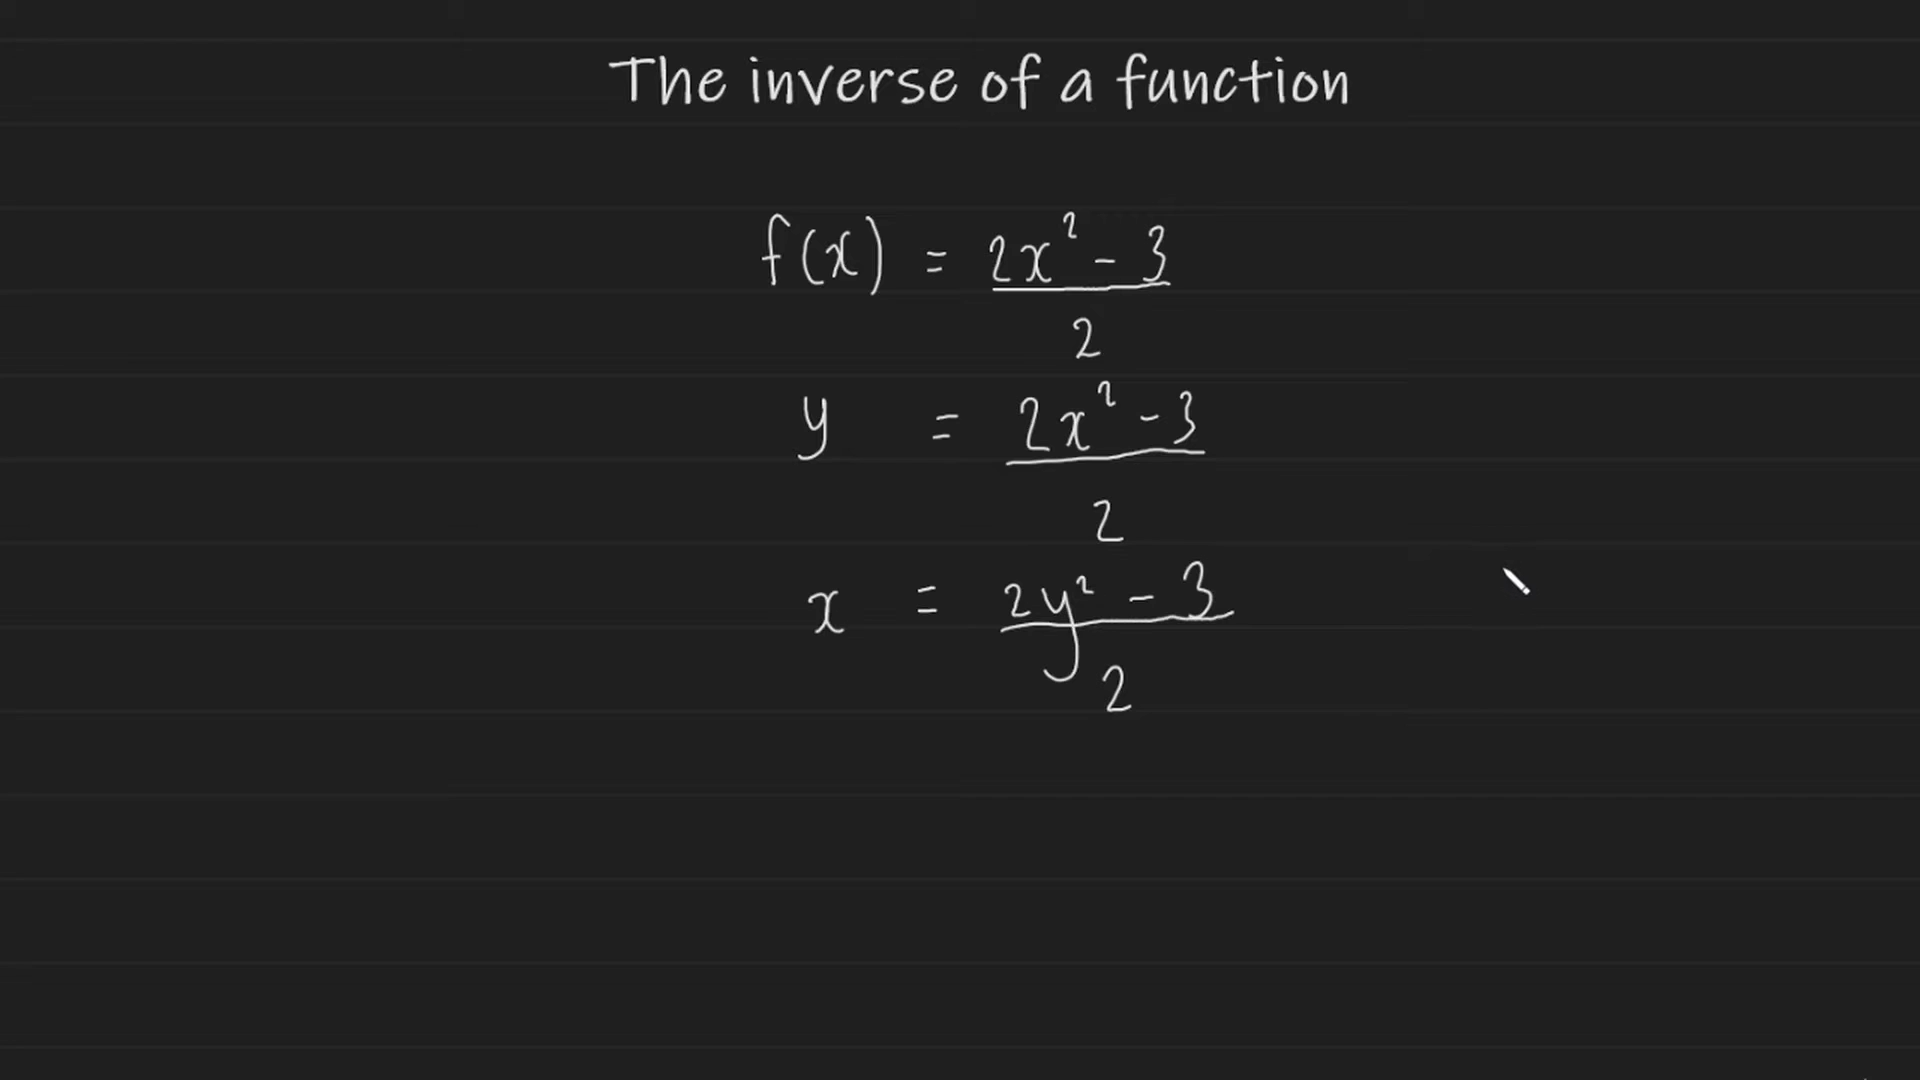 The inverse of a function
f(x) = 2x² - 3
2
y = 2x² - 3
2
x = 2y² - 3
2